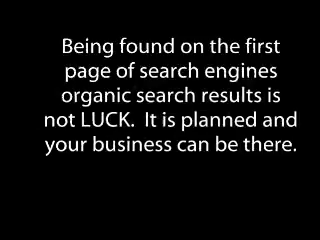 Being found on the first
page of search engines
organic search results is
not LUCK.  It is planned and
your business can be there.